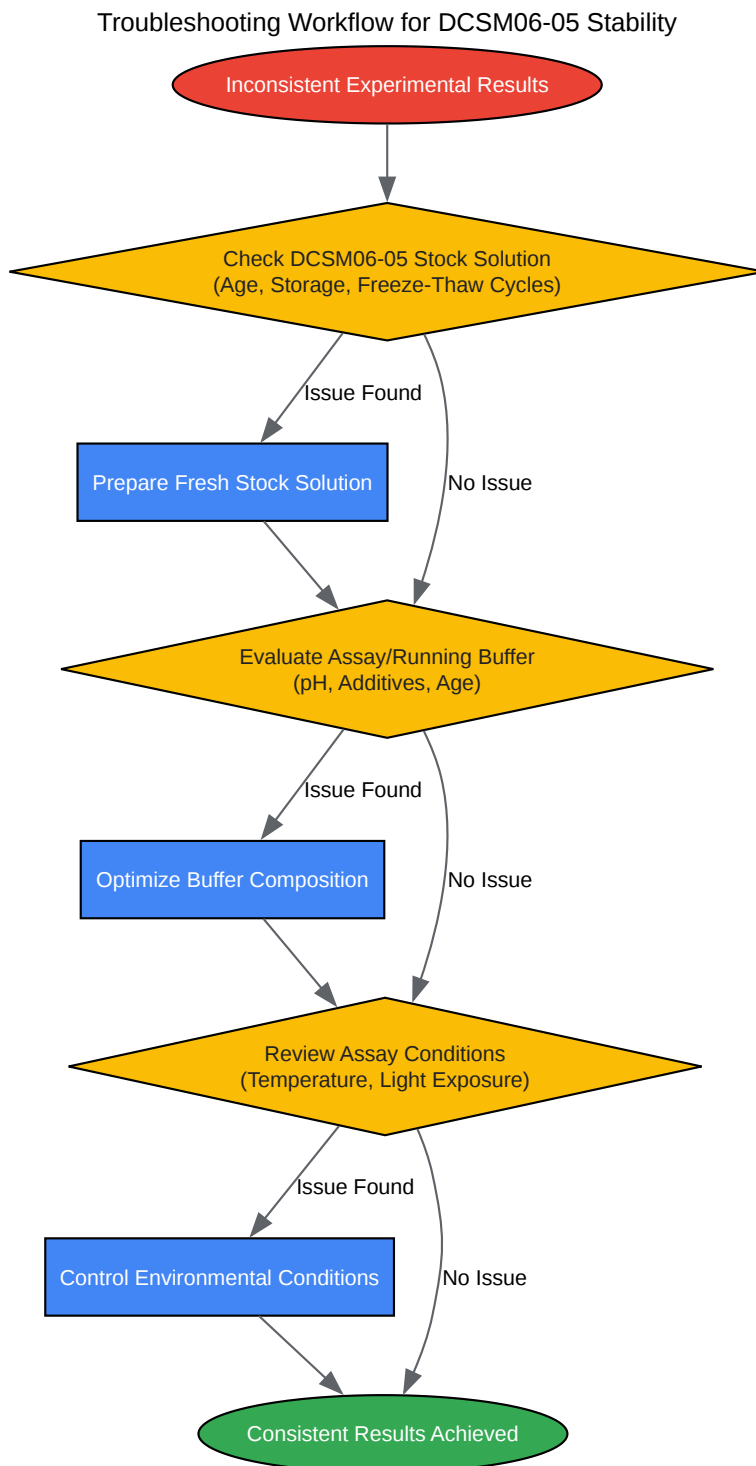 Troubleshooting Workflow for DCSM06-05 Stability
Inconsistent Experimental Results
Check DCSM06-05 Stock Solution
(Age, Storage, Freeze-Thaw Cycles)
Issue Found
Prepare Fresh Stock Solution
No Issue
Evaluate Assay/Running Buffer
(pH, Additives, Age)
Issue Found
Optimize Buffer Composition
No Issue
Review Assay Conditions
(Temperature, Light Exposure)
Issue Found
Control Environmental Conditions
No Issue
Consistent Results Achieved